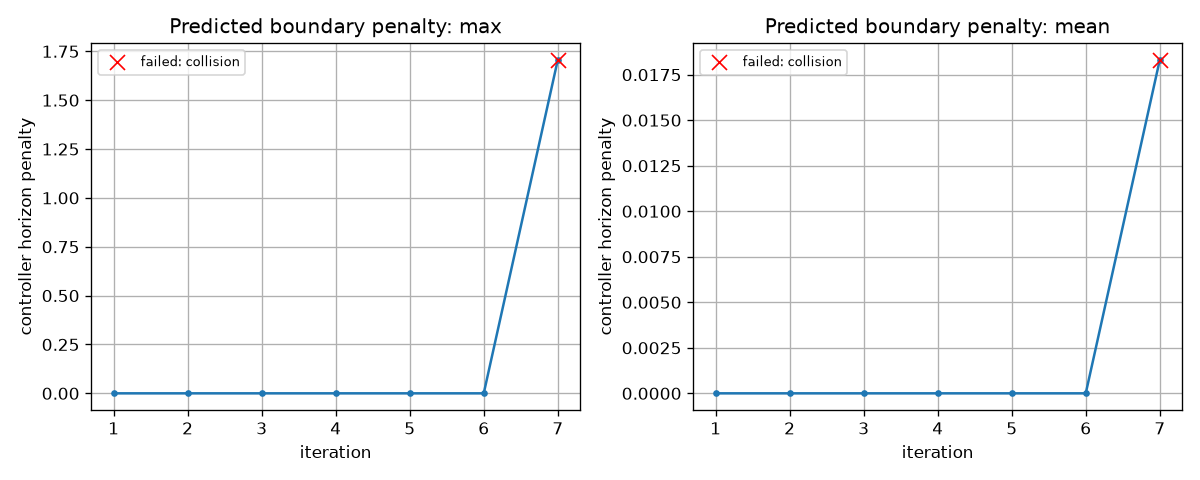 Predicted boundary penalty: max
failed: collision
controller horizon penalty
1.75
1.50
1.25
1.00
0.75
0.50
0.25
0.00
1 2 3 4 5 6 7
iteration
Predicted boundary penalty: mean
failed: collision
controller horizon penalty
0.0175
0.0150
0.0125
0.0100
0.0075
0.0050
0.0025
0.0000
1 2 3 4 5 6 7
iteration